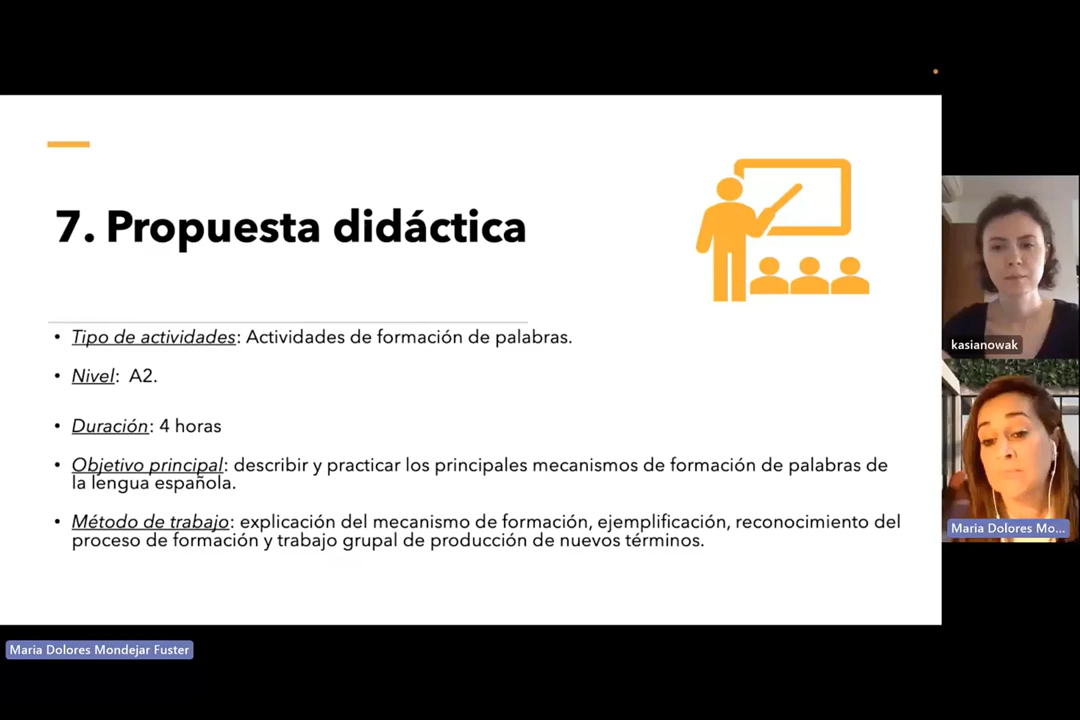 7. Propuesta didáctica
• Tipo de actividades: Actividades de formación de palabras.
• Nivel: A2.
• Duración: 4 horas
• Objetivo principal: describir y practicar los principales mecanismos de formación de palabras de
la lengua española.
• Método de trabajo: explicación del mecanismo de formación, ejemplificación, reconocimiento del
proceso de formación y trabajo grupal de producción de nuevos términos.
kasianowak
Maria Dolores Mo...
Maria Dolores Mondejar Fuster